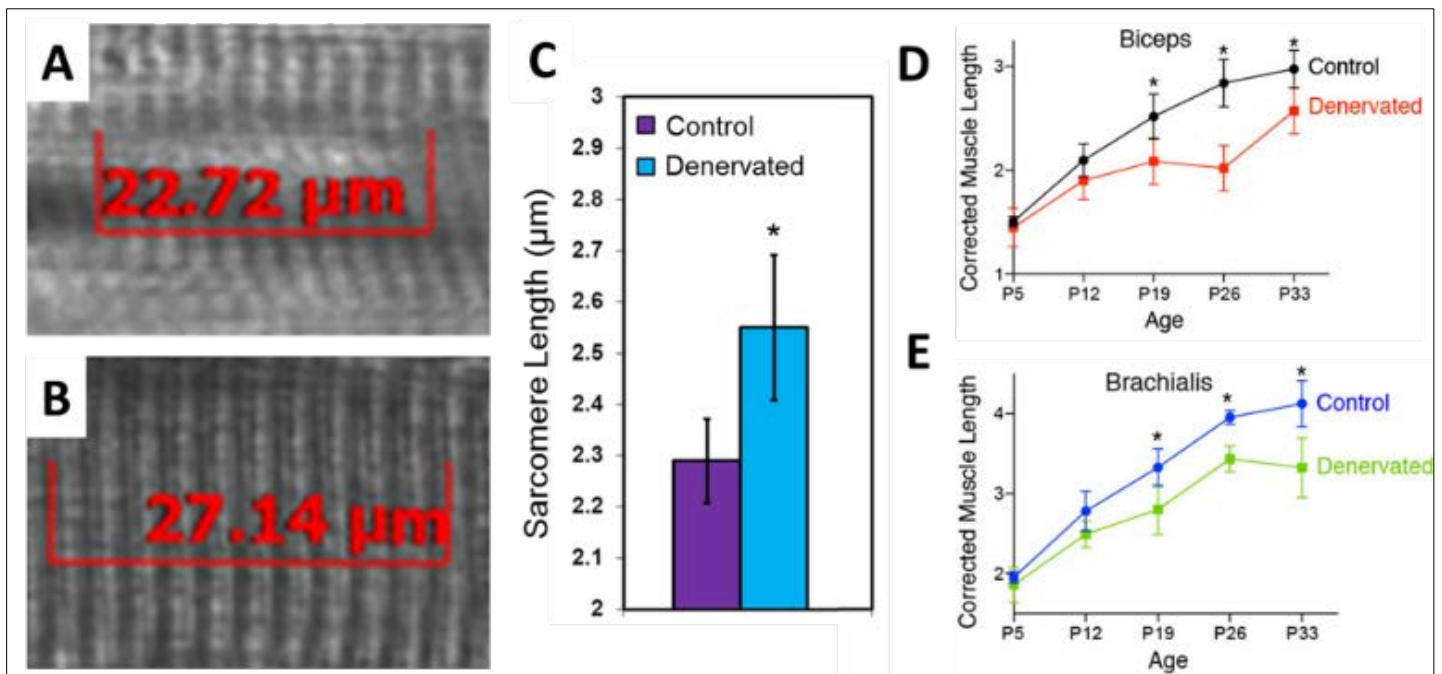 A
22.72 µm
B
27.14 µm
C
Sarcomere Length (µm)
3
2.9
2.8
2.7
2.6
2.5
2.4
2.3
2.2
2.1
2
Control
Denervated
*
D
Biceps
Corrected Muscle Length
3
2
1
* * *
Control
Denervated
P5 P12 P19 P26 P33
Age
E
Brachialis
Corrected Muscle Length
4
3
2
* * *
Control
Denervated
P5 P12 P19 P26 P33
Age